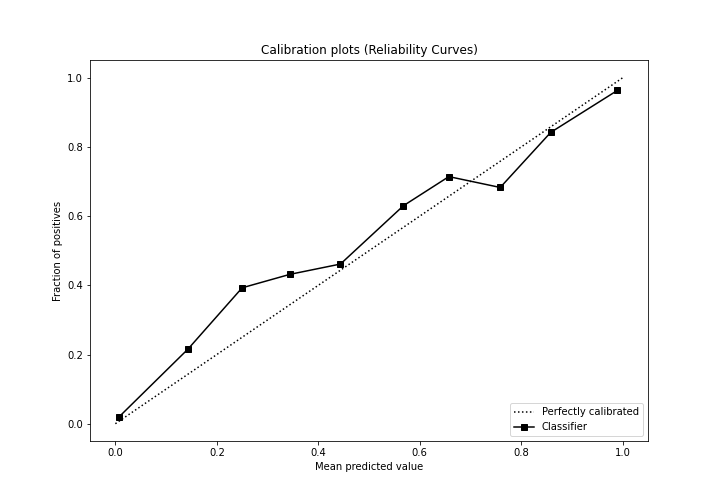 Calibration plots (Reliability Curves)
Fraction of positives
1.0
0.8
0.6
0.4
0.2
0.0
0.0 0.2 0.4 0.6 0.8 1.0
Mean predicted value
Perfectly calibrated
Classifier